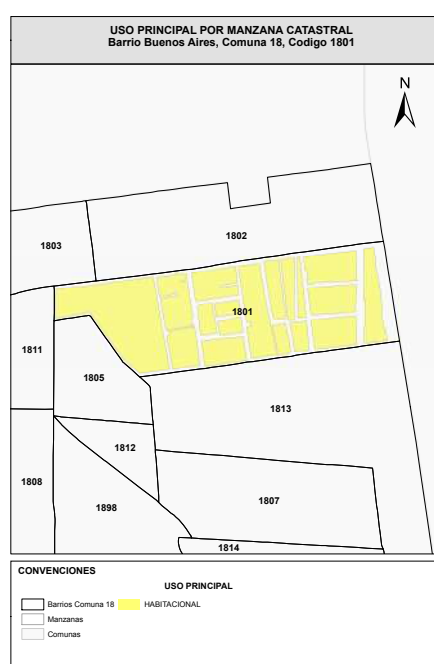 USO PRINCIPAL POR MANZANA CATASTRAL
Barrio Buenos Aires, Comuna 18, Codigo 1801
N
1803
1802
1801
1811
1805
1813
1812
1808
1898
1807
1814
CONVENCIONES
USO PRINCIPAL
Barrios Comuna 18
HABITACIONAL
Manzanas
Comunas